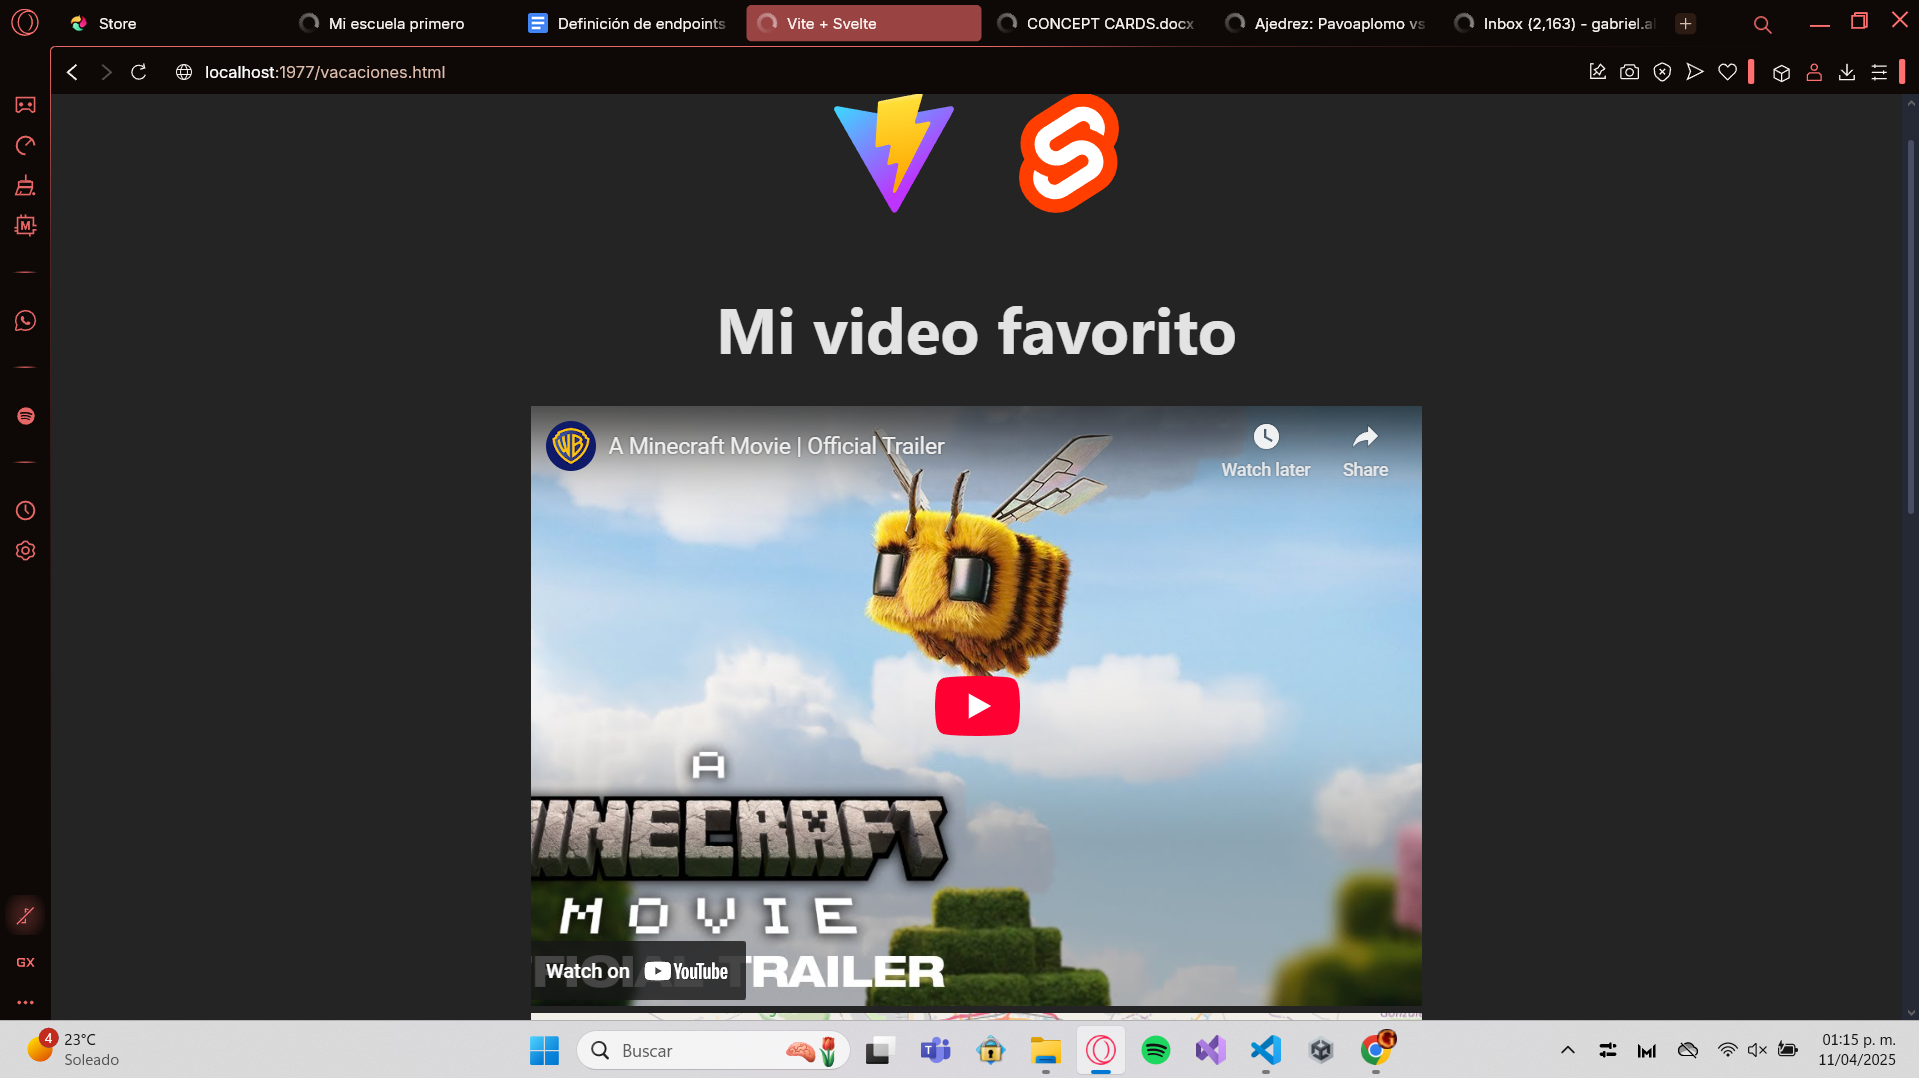 Store
Mi escuela primero
Definición de endpoints
Vite + Svelte
CONCEPT CARDS.docx
Ajedrez: Pavoaplomo vs
Inbox (2,163) - gabriel.al
localhost:1977/vacaciones.html
Mi video favorito
A Minecraft Movie | Official Trailer
Watch later
Share
A
MINECRAFT
MOVIE
TRAILER
Watch on YouTube
GX
4
23°C
Soleado
Buscar
01:15 p. m.
11/04/2025